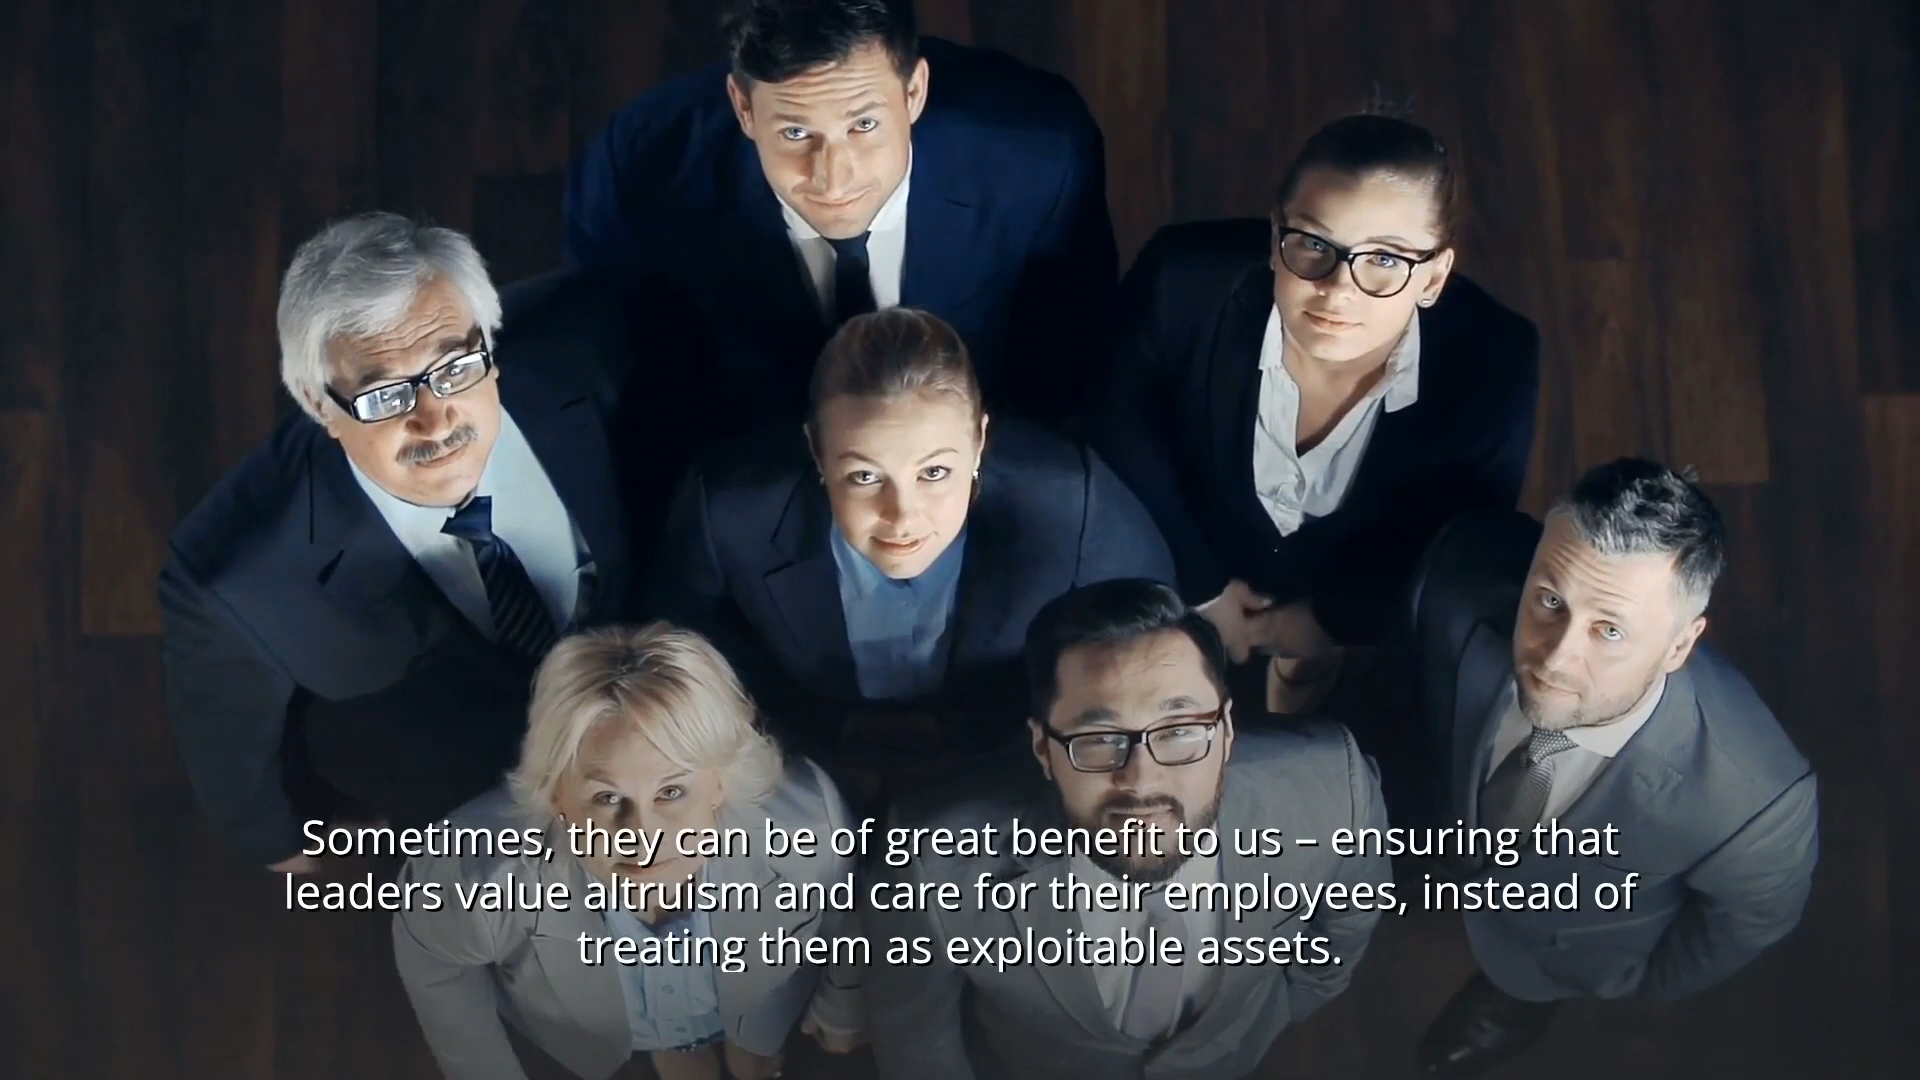 Sometimes, they can be of great benefit to us – ensuring that
leaders value altruism and care for their employees, instead of
treating them as exploitable assets.